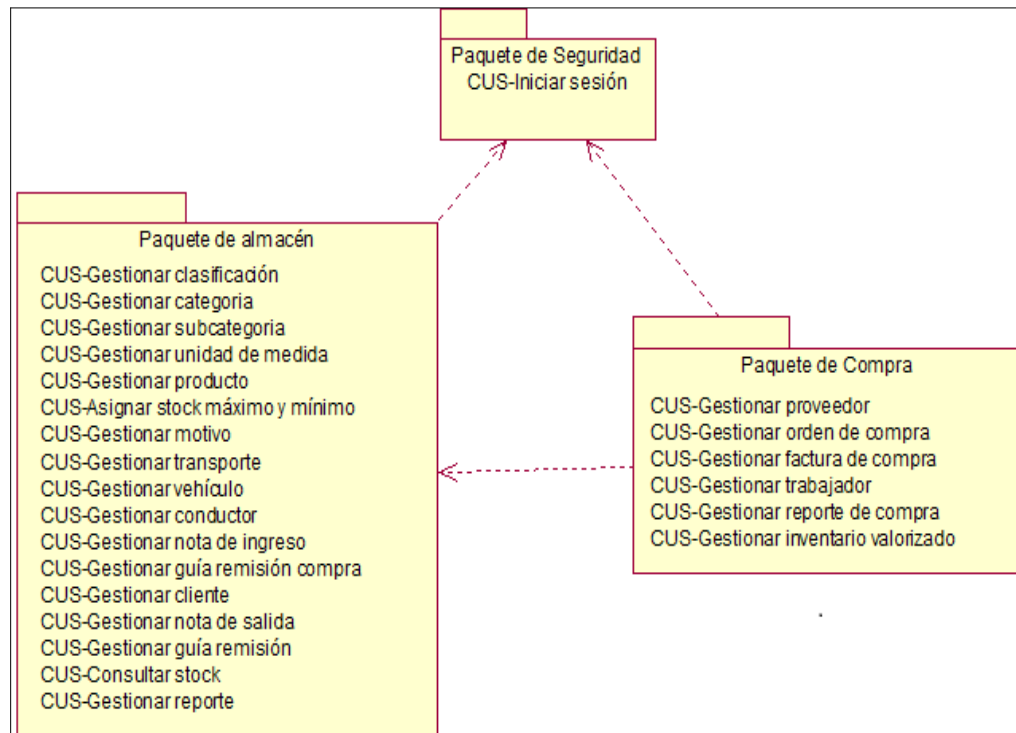 Paquete de Seguridad
CUS-Iniciar sesión
Paquete de almacén
CUS-Gestionar clasificación
CUS-Gestionar categoria
CUS-Gestionar subcategoria
CUS-Gestionar unidad de medida
CUS-Gestionar producto
CUS-Asignar stock máximo y mínimo
CUS-Gestionar motivo
CUS-Gestionar transporte
CUS-Gestionar vehículo
CUS-Gestionar conductor
CUS-Gestionar nota de ingreso
CUS-Gestionar guía remisión compra
CUS-Gestionar cliente
CUS-Gestionar nota de salida
CUS-Gestionar guía remisión
CUS-Consultar stock
CUS-Gestionar reporte
Paquete de Compra
CUS-Gestionar proveedor
CUS-Gestionar orden de compra
CUS-Gestionar factura de compra
CUS-Gestionar trabajador
CUS-Gestionar reporte de compra
CUS-Gestionar inventario valorizado